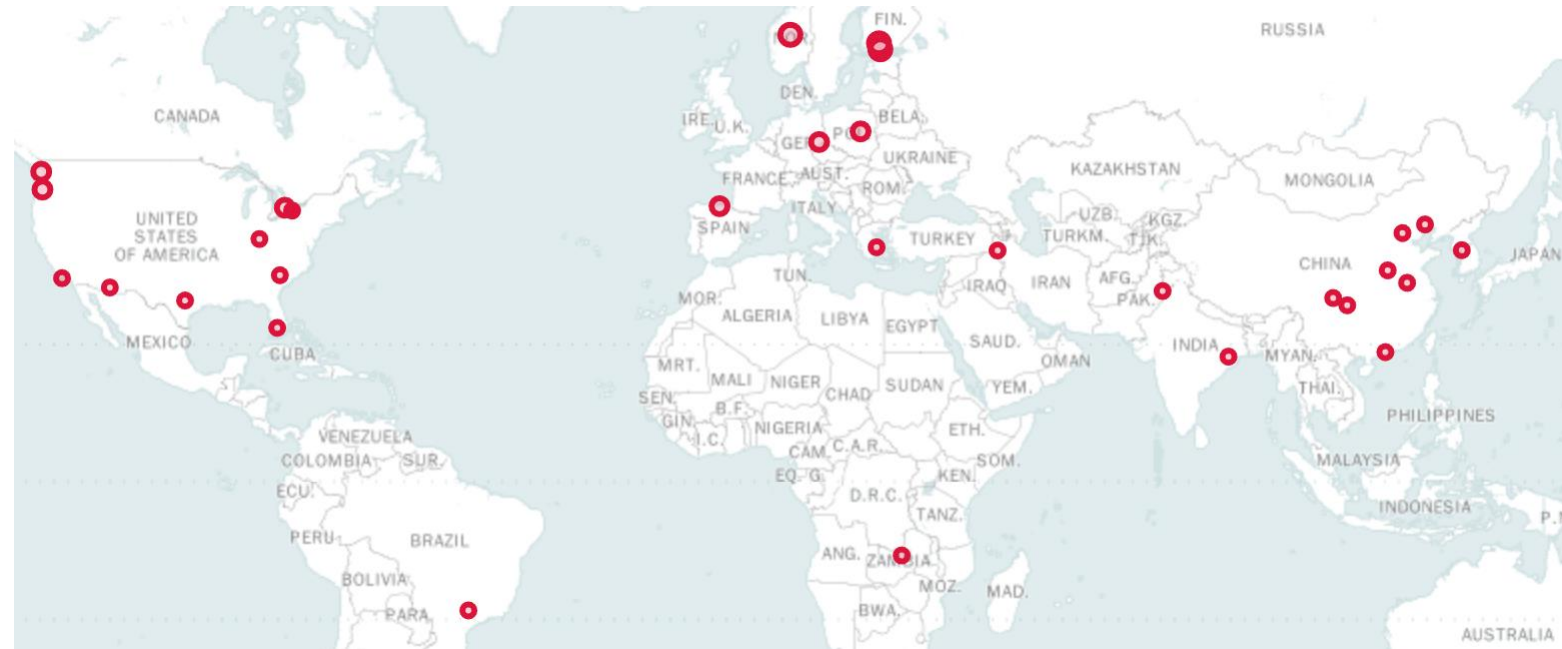 FIN.
RUSSIA
DEN.
CANADA
IRE.
U.K.
BELA.
UKRAINE
FRANCE
AUST.
ROM.
KAZAKHSTAN
MONGOLIA
ITALY
SPAIN
UNITED
STATES
OF AMERICA
TURKEY
UZB.
KGZ.
TURKM.
TJK.
CHINA
JAPAN
TUN.
MOR.
ALGERIA
LIBYA
EGYPT
IRAQ
IRAN
AFG.
PAK.
MEXICO
CUBA
SAUD.
OMAN
INDIA
MYAN.
MRT.
MALI
NIGER
CHAD
SUDAN
YEM.
THAI.
SEN.
GIN.
B.F.
I.C.
NIGERIA
ETH.
PHILIPPINES
VENEZUELA
COLOMBIA
SUR.
CAM.
C.A.R.
SOM.
MALAYSIA
EQ. G.
KEN.
ECU.
D.R.C.
TANZ.
INDONESIA
PERU
BRAZIL
ANG.
ZAMBIA
BOLIVIA
MOZ.
MAD.
PARA.
BWA.
AUSTRALIA